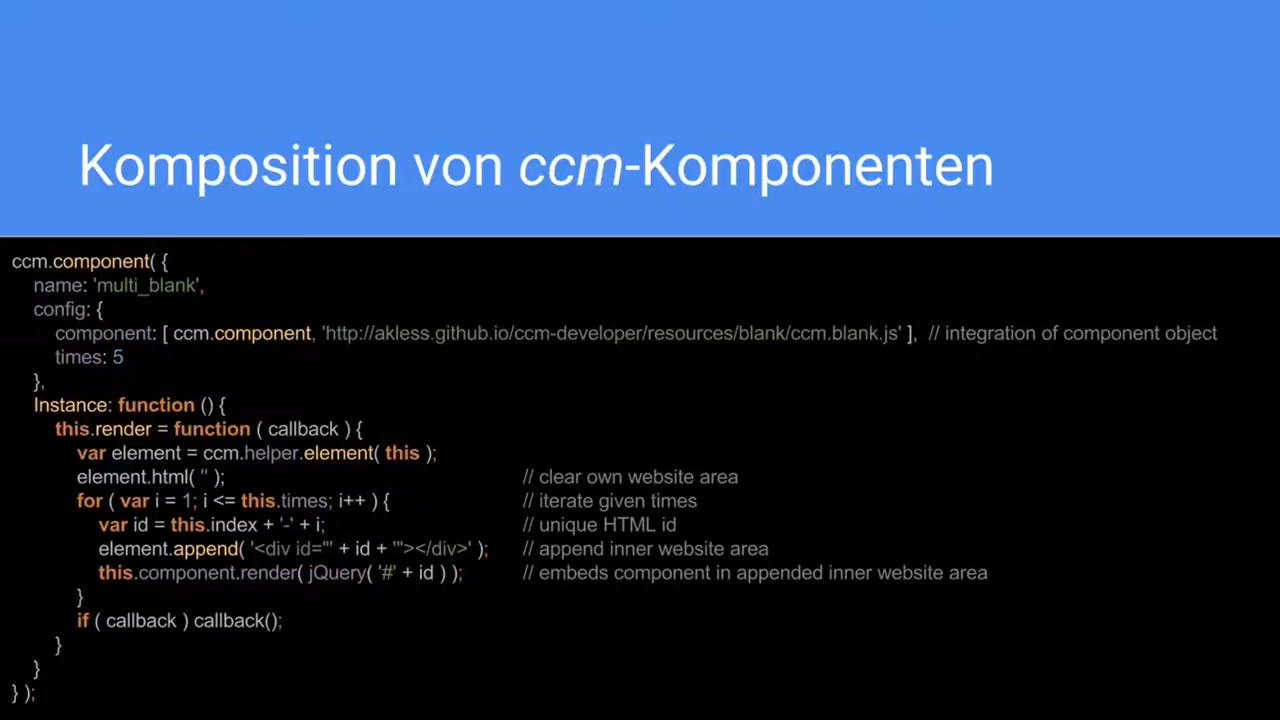 Komposition von ccm-Komponenten
ccm.component( {
name: 'multi_blank',
config: {
component: [ ccm.component, 'http://akless.github.io/ccm-developer/resources/blank/ccm.blank.js' ], // integration of component object
times: 5
},
Instance: function () {
this.render = function ( callback ) {
var element = ccm.helper.element( this );
element.html( '' ); // clear own website area
for ( var i = 1; i <= this.times; i++ ) { // iterate given times
var id = this.index + '-' + i; // unique HTML id
element.append( '<div id="' + id + '"></div>' ); // append inner website area
this.component.render( jQuery( '#' + id ) ); // embeds component in appended inner website area
}
if ( callback ) callback();
}
}
} );